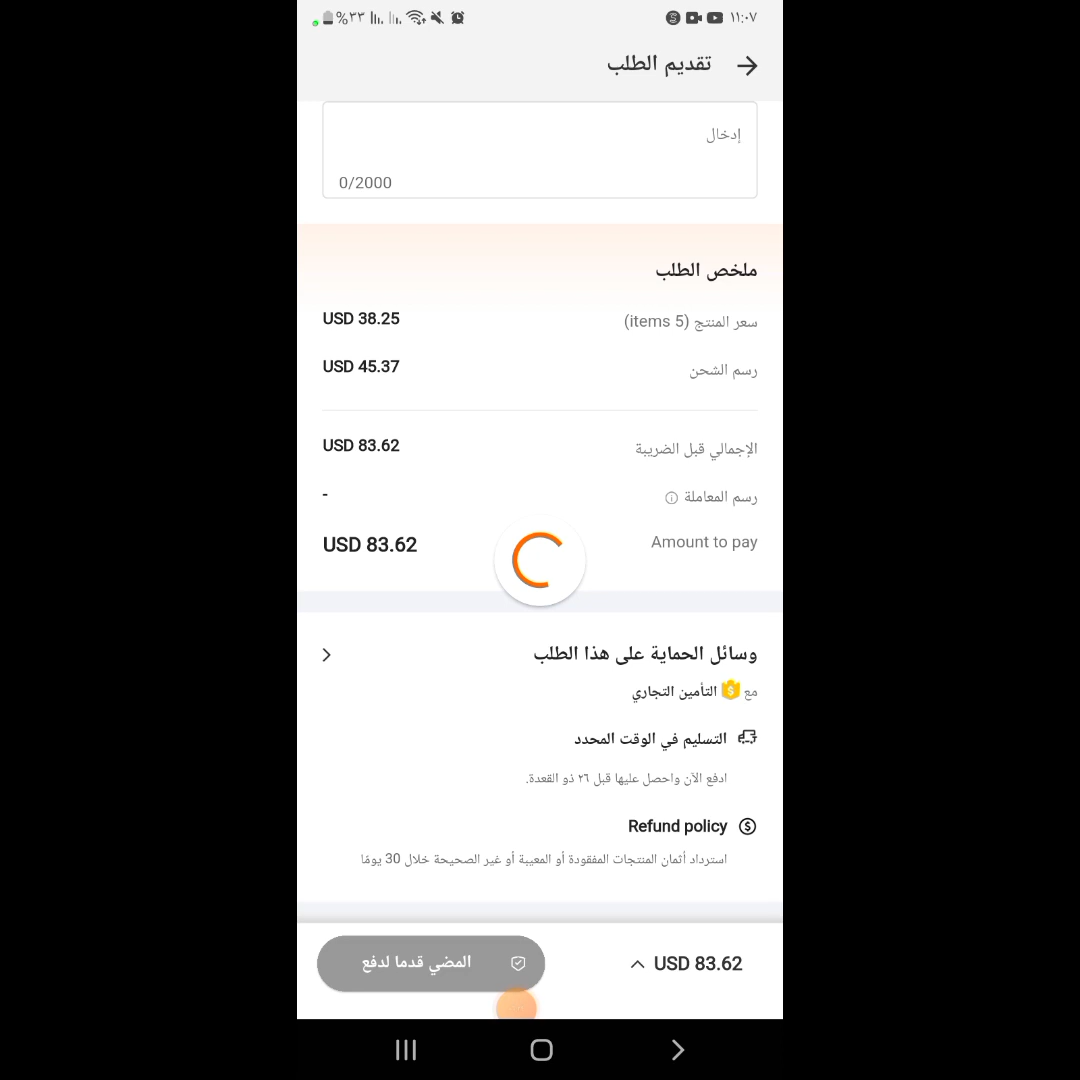 ١١:٠٧
%٣٣
تقديم الطلب
إدخال
0/2000
ملخص الطلب
سعر المنتج (items 5) USD 38.25
رسم الشحن USD 45.37
الإجمالي قبل الضريبة USD 83.62
رسم المعاملة -
Amount to pay USD 83.62
وسائل الحماية على هذا الطلب
مع التأمين التجاري
التسليم في الوقت المحدد
ادفع الآن واحصل عليها قبل ٢٦ ذو القعدة.
Refund policy
استرداد أثمان المنتجات المفقودة أو المعيبة أو غير الصحيحة خلال 30 يومًا
USD 83.62
المضي قدما لدفع